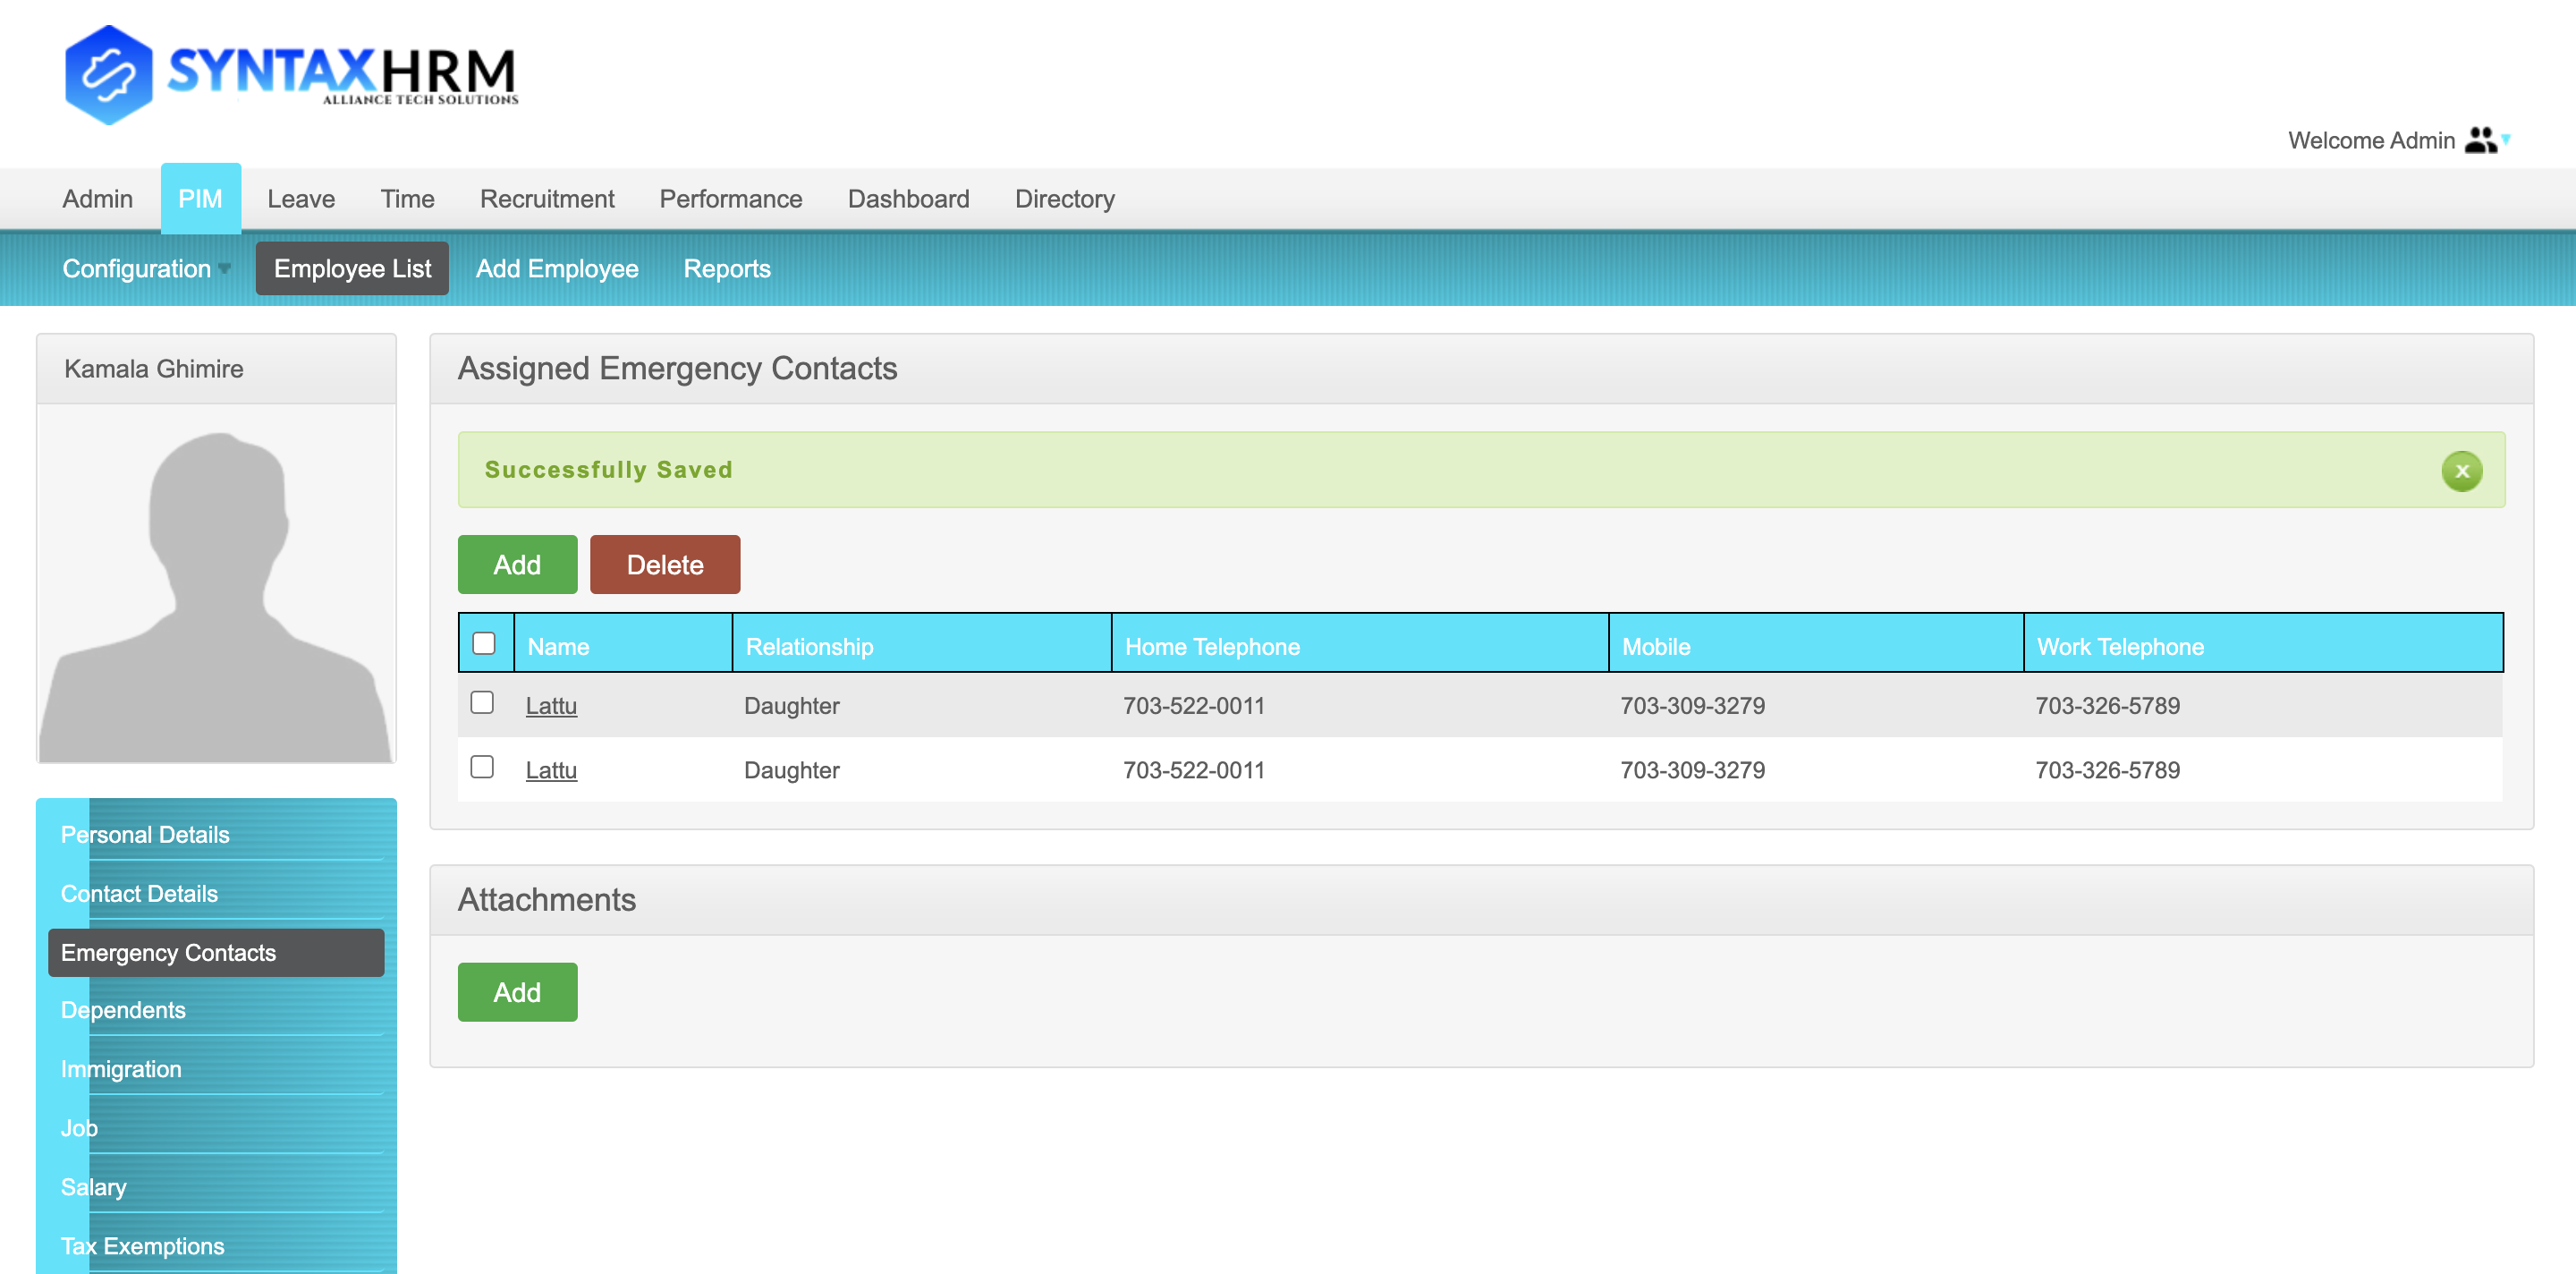 SYNTAXHRM
ALLIANCE TECH SOLUTIONS
Welcome Admin
Admin PIM Leave Time Recruitment Performance Dashboard Directory
Configuration Employee List Add Employee Reports
Kamala Ghimire
Personal Details
Contact Details
Emergency Contacts
Dependents
Immigration
Job
Salary
Tax Exemptions
Assigned Emergency Contacts
Successfully Saved
x
Add Delete
Name Relationship Home Telephone Mobile Work Telephone
Lattu Daughter 703-522-0011 703-309-3279 703-326-5789
Lattu Daughter 703-522-0011 703-309-3279 703-326-5789
Attachments
Add